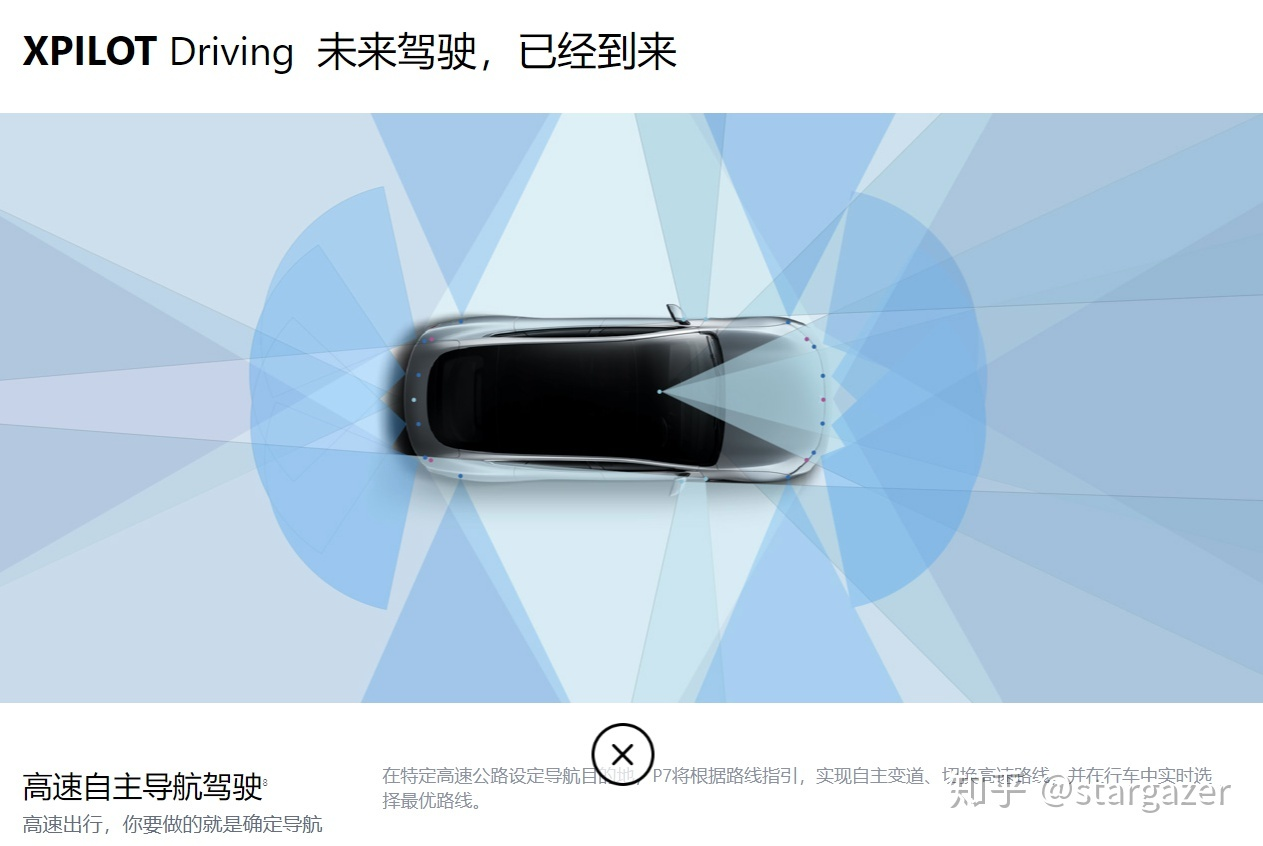 XPILOT Driving 未来驾驶，已经到来
高速自主导航驾驶8
高速出行，你要做的就是确定导航
在特定高速公路设定导航目的地，P7将根据路线指引，实现自主变道、切换高速路线，并在行车中实时选
择最优路线。
知乎 @stargazer